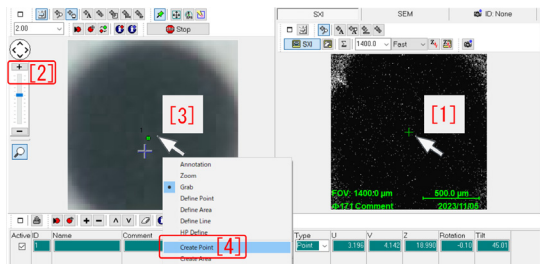 SXI SEM ID: None
2.00 Stop
SXI Σ 1400.0 Fast
[2]
[3]
[1]
1
Annotation
Zoom
Grab
Define Point
Define Area
Define Line
HP Define
Create Point [4]
Create Area
FOV: 1400.0 µm 500.0 µm
Comment 2023/11/05
Active ID Name Comment Type U V Z Rotation Tilt
1 Point 3.196 4.142 18.990 -0.10 45.01